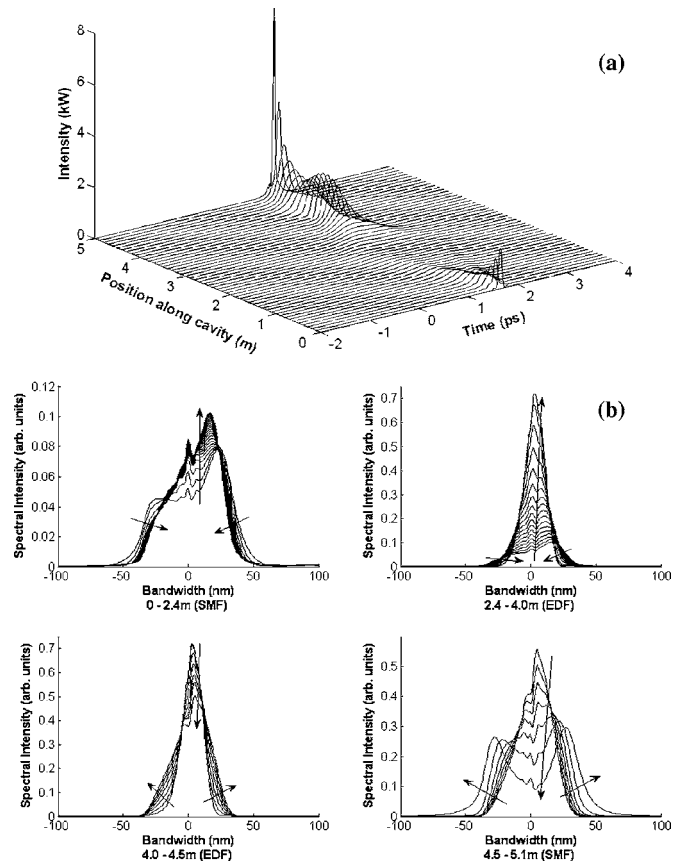 (a)
8
6
4
2
0
Intensity (kW)
5
4
3
2
1
0
Position along cavity (m)
-2
-1
0
1
2
3
4
Time (ps)
(b)
0.12
0.1
0.08
0.06
0.04
0.02
0
Spectral Intensity (arb. units)
-100 -50 0 50 100
Bandwidth (nm)
0 - 2.4m (SMF)
0.7
0.6
0.5
0.4
0.3
0.2
0.1
0
Spectral Intensity (arb. units)
-100 -50 0 50 100
Bandwidth (nm)
2.4 - 4.0m (EDF)
0.7
0.6
0.5
0.4
0.3
0.2
0.1
0
Spectral Intensity (arb. units)
-100 -50 0 50 100
Bandwidth (nm)
4.0 - 4.5m (EDF)
0.5
0.4
0.3
0.2
0.1
0
Spectral Intensity (arb. units)
-100 -50 0 50 100
Bandwidth (nm)
4.5 - 5.1m (SMF)